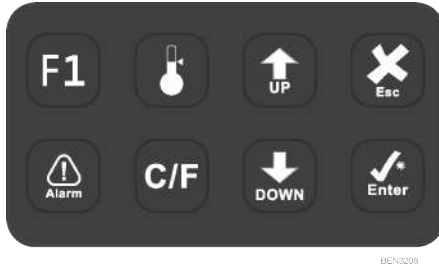 F1
UP
Esc
Alarm
C/F
DOWN
Enter
BEN3208